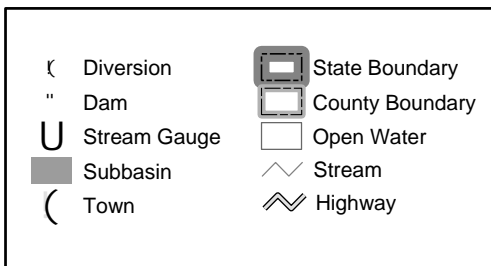 Diversion
Dam
Stream Gauge
Subbasin
Town
State Boundary
County Boundary
Open Water
Stream
Highway